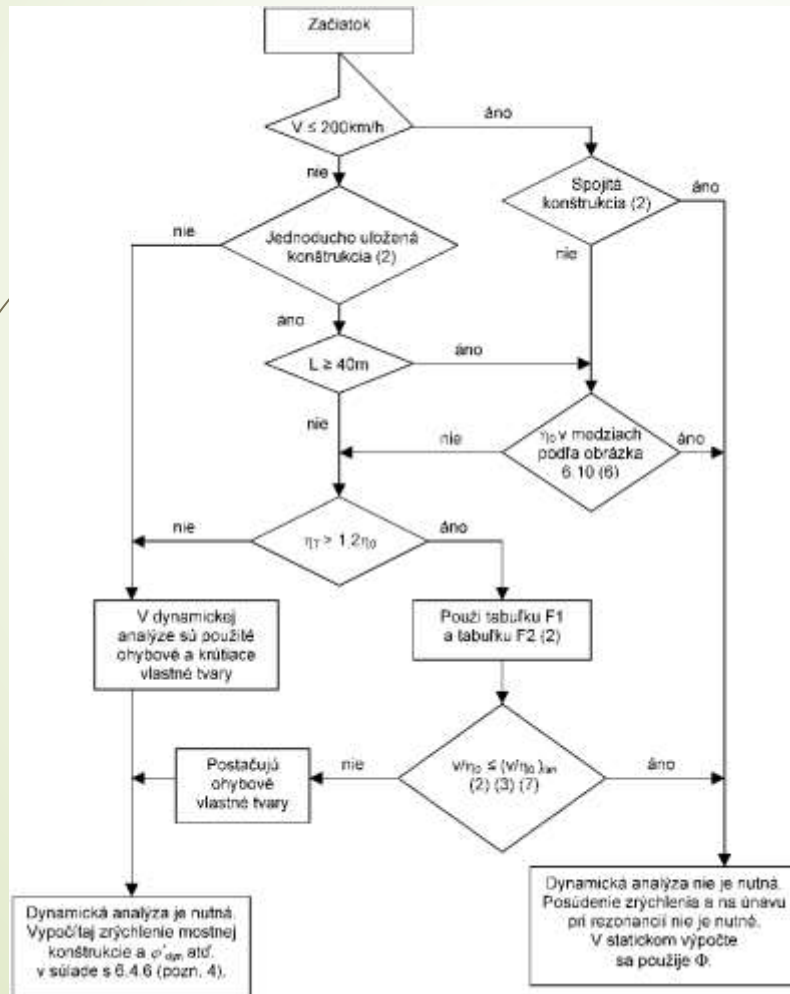 Začiatok
V ≤ 200km/h
áno
nie
Spojitá
konštrukcia (2)
áno
nie
Jednoducho uložená
konštrukcia (2)
nie
áno
L ≥ 40m
áno
nie
η₀ v medziach
podľa obrázka
6.10 (6)
nie
áno
ηT > 1,2η₀
nie
áno
V dynamickej
analýze sú použité
ohybové a krútiace
vlastné tvary
Použi tabuľku F1
a tabuľku F2 (2)
v/η₀ ≤ (v/η₀)lim
(2) (3) (7)
nie
áno
Postačujú
ohybové
vlastné tvary
Dynamická analýza je nutná.
Vypočítaj zrýchlenie mostnej
konštrukcie a φ'dyn atď.
v súlade s 6.4.6 (pozn. 4).
Dynamická analýza nie je nutná.
Posúdenie zrýchlenia a na únavu
pri rezonancií nie je nutné.
V statickom výpočte
sa použije Φ.